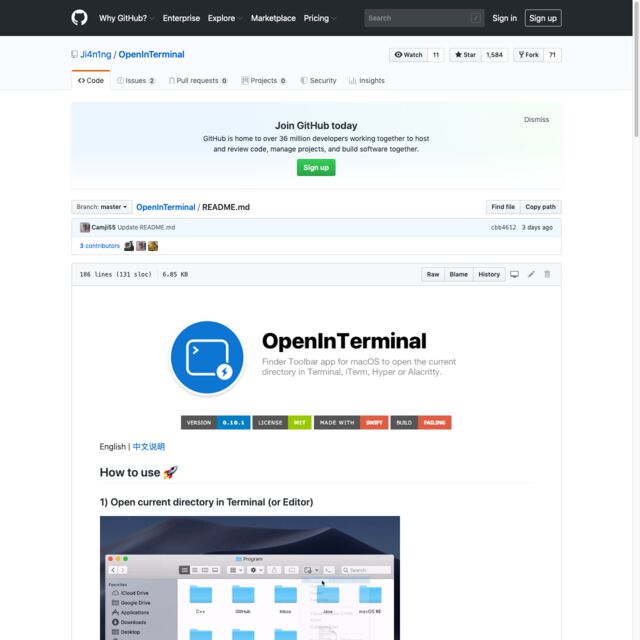 Why GitHub? Enterprise Explore Marketplace Pricing Search / Sign in Sign up
Ji4n1ng / OpenInTerminal Watch 11 Star 1,584 Fork 71
Code Issues 2 Pull requests 0 Projects 0 Security Insights
Join GitHub today Dismiss
GitHub is home to over 36 million developers working together to host
and review code, manage projects, and build software together.
Sign up
Branch: master OpenInTerminal / README.md Find file Copy path
Camji55 Update README.md cbb4612 3 days ago
3 contributors
186 lines (131 sloc) 6.85 KB Raw Blame History
OpenInTerminal
Finder Toolbar app for macOS to open the current
directory in Terminal, iTerm, Hyper or Alacritty.
VERSION 0.10.1 LICENSE MIT MADE WITH SWIFT BUILD FAILING
English | 中文说明
How to use 🚀
1) Open current directory in Terminal (or Editor)
Program
Search
Favorites
iCloud Drive
Google Drive
Applications
Downloads
Desktop
C++ GitHub Inbox Java macOS RE